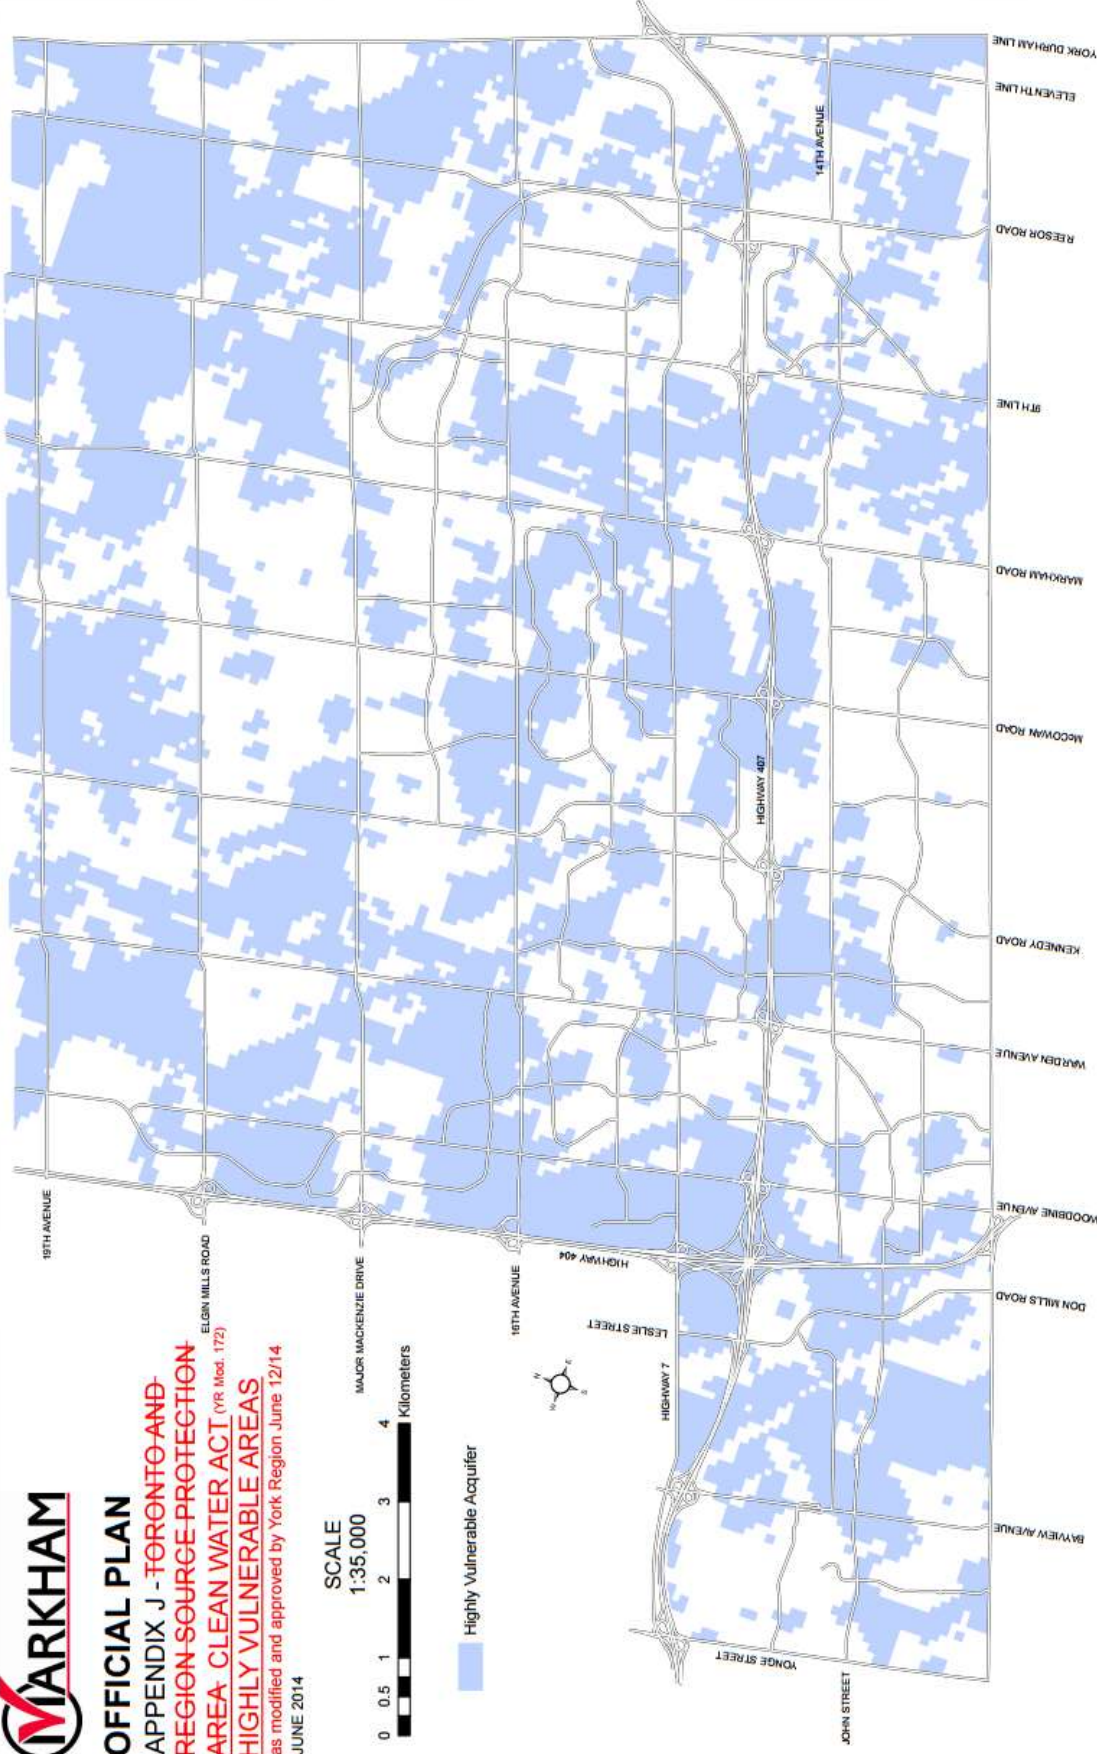 MARKHAM
OFFICIAL PLAN
APPENDIX J - TORONTO AND
REGION SOURCE PROTECTION
AREA CLEAN WATER ACT (YR Mod. 172)
HIGHLY VULNERABLE AREAS
as modified and approved by York Region June 12/14
JUNE 2014
SCALE
1:35,000
0 0.5 1 2 3 4
Kilometers
Highly Vulnerable Acquifer
N
E
S
W
19TH AVENUE
ELGIN MILLS ROAD
MAJOR MACKENZIE DRIVE
16TH AVENUE
HIGHWAY 7
JOHN STREET
HIGHWAY 404
LESLIE STREET
YONGE STREET
HIGHWAY 407
14TH AVENUE
BAYVIEW AVENUE
DON MILLS ROAD
WOODBINE AVENUE
WARDEN AVENUE
KENNEDY ROAD
McCOWAN ROAD
MARKHAM ROAD
9TH LINE
REESOR ROAD
ELEVENTH LINE
YORK DURHAM LINE